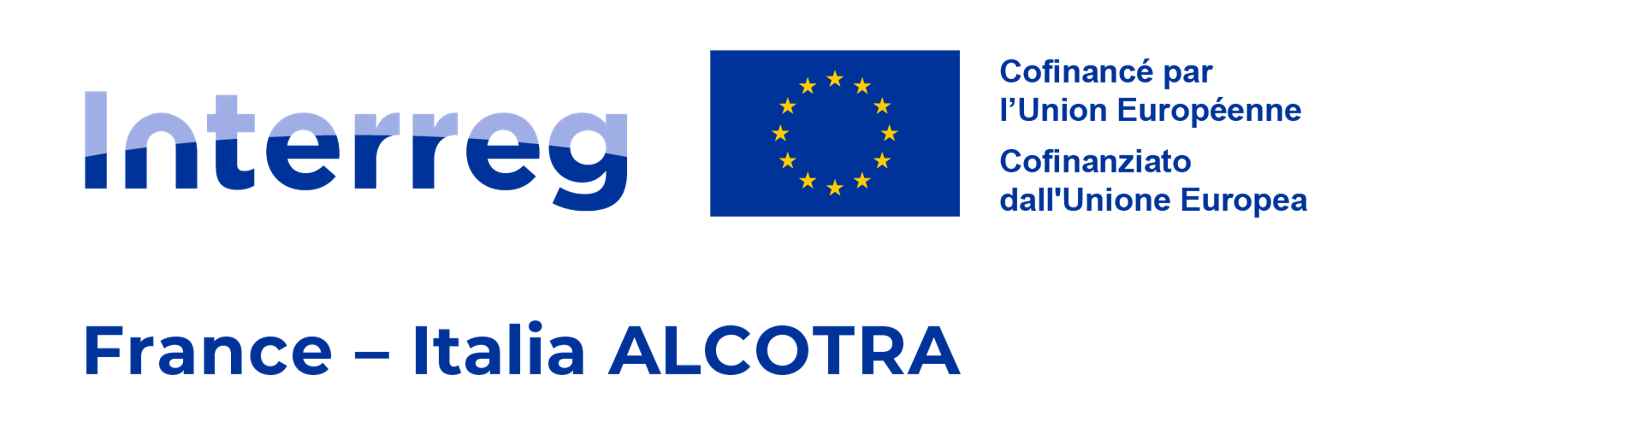 Interreg
Cofinancé par
l’Union Européenne
Cofinanziato
dall'Unione Europea
France – Italia ALCOTRA